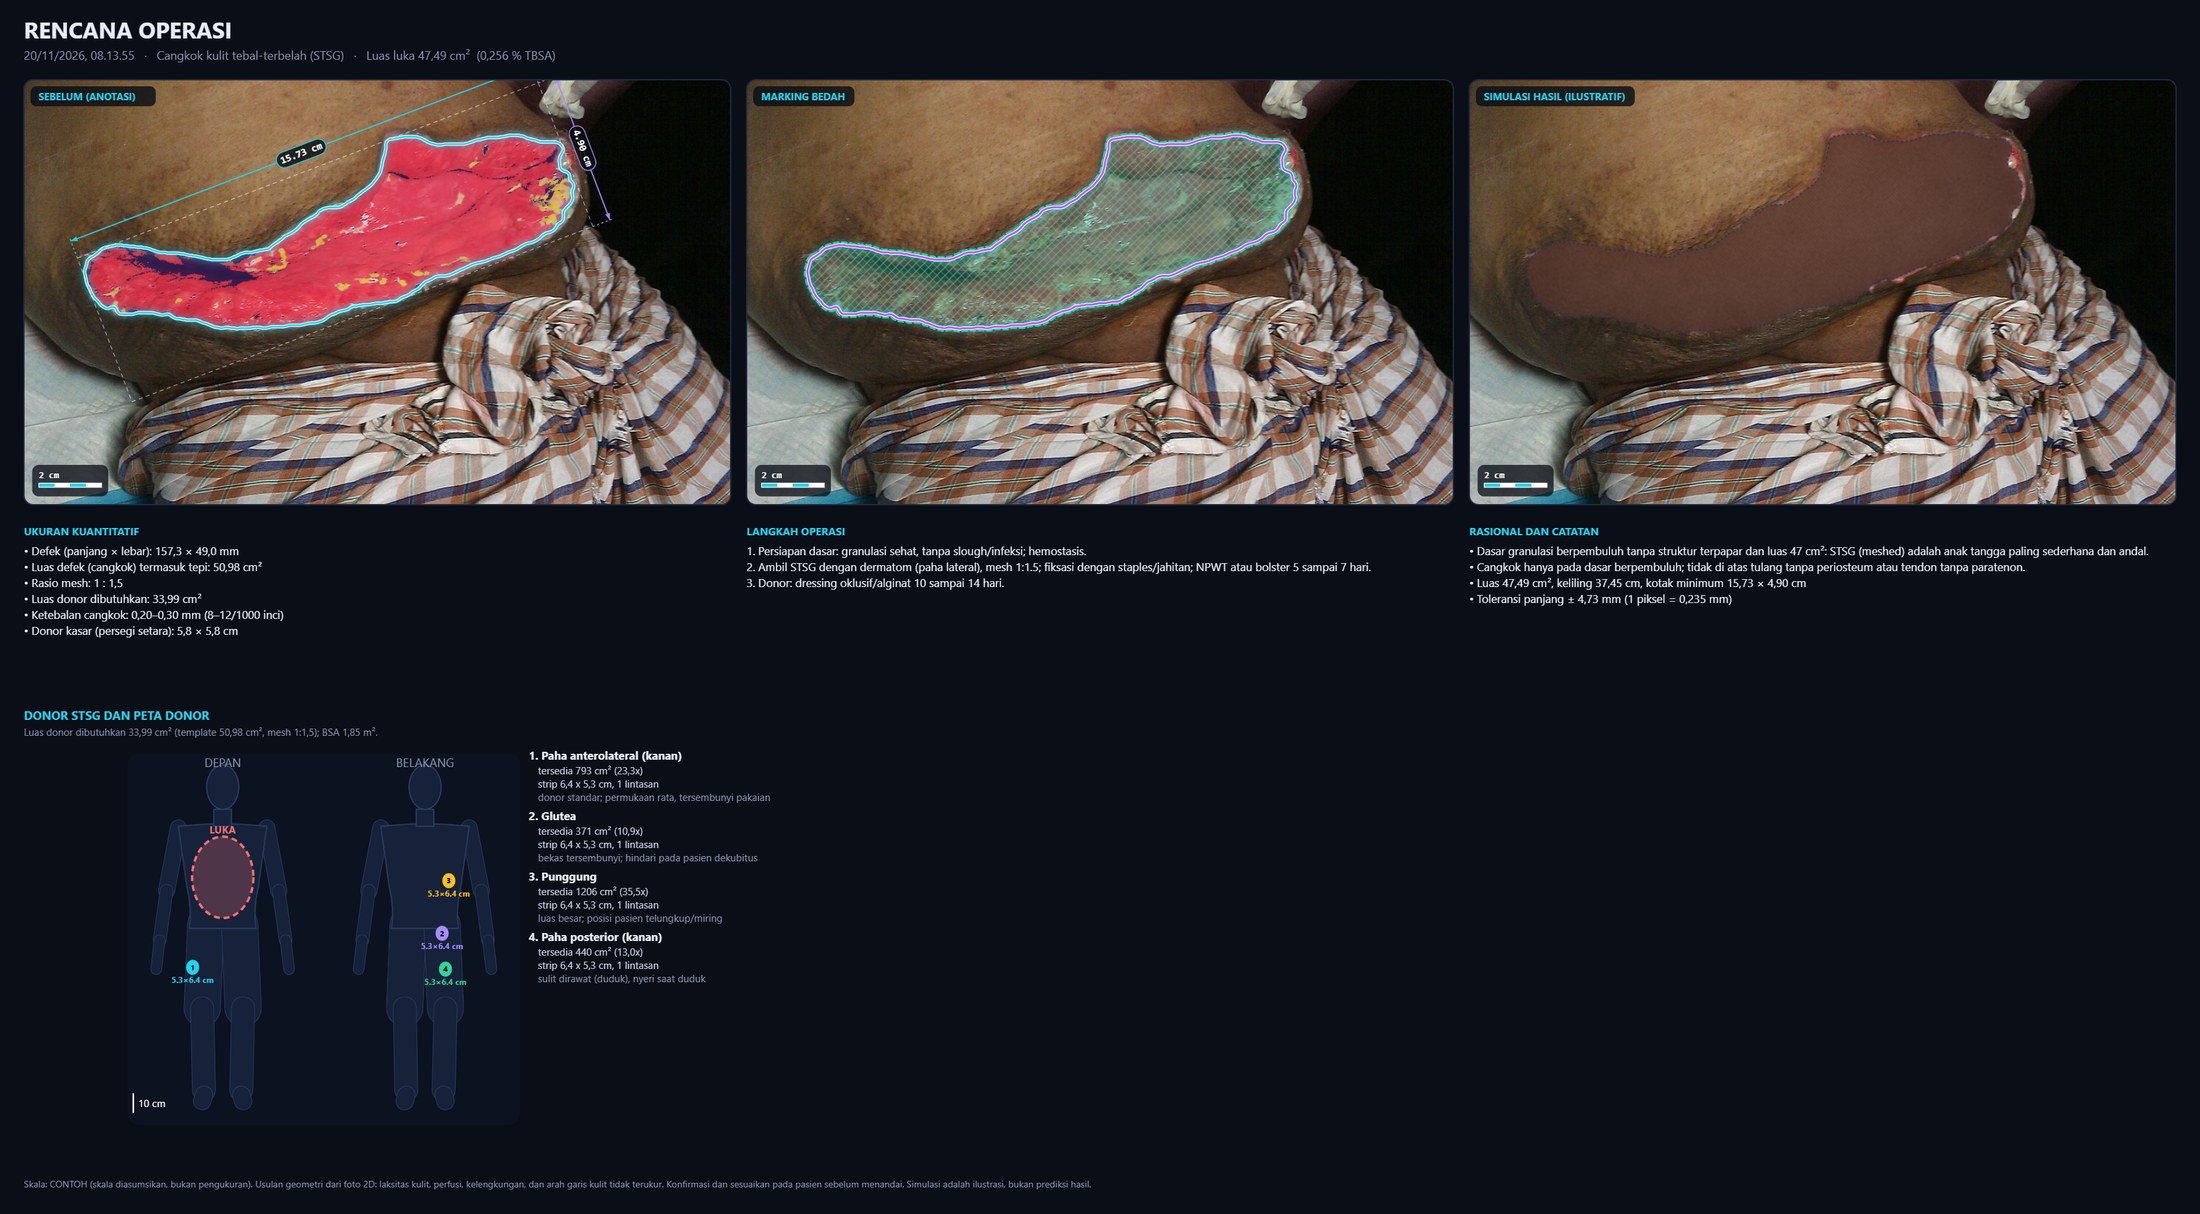 RENCANA OPERASI
20/11/2026, 08.13.55 · Cangkok kulit tebal-terbelah (STSG) · Luas luka 47,49 cm² (0,256 % TBSA)
SEBELUM (ANOTASI)
15.73 cm
4.90 cm
2 cm
MARKING BEDAH
2 cm
SIMULASI HASIL (ILUSTRATIF)
2 cm
UKURAN KUANTITATIF
• Defek (panjang × lebar): 157,3 × 49,0 mm
• Luas defek (cangkok) termasuk tepi: 50,98 cm²
• Rasio mesh: 1 : 1,5
• Luas donor dibutuhkan: 33,99 cm²
• Ketebalan cangkok: 0,20–0,30 mm (8–12/1000 inci)
• Donor kasar (persegi setara): 5,8 × 5,8 cm
LANGKAH OPERASI
1. Persiapan dasar: granulasi sehat, tanpa slough/infeksi; hemostasis.
2. Ambil STSG dengan dermatom (paha lateral), mesh 1:1.5; fiksasi dengan staples/jahitan; NPWT atau bolster 5 sampai 7 hari.
3. Donor: dressing oklusif/alginat 10 sampai 14 hari.
RASIONAL DAN CATATAN
• Dasar granulasi berpembuluh tanpa struktur terpapar dan luas 47 cm²: STSG (meshed) adalah anak tangga paling sederhana dan andal.
• Cangkok hanya pada dasar berpembuluh; tidak di atas tulang tanpa periosteum atau tendon tanpa paratenon.
• Luas 47,49 cm², keliling 37,45 cm, kotak minimum 15,73 × 4,90 cm
• Toleransi panjang ± 4,73 mm (1 piksel = 0,235 mm)
DONOR STSG DAN PETA DONOR
Luas donor dibutuhkan 33,99 cm² (template 50,98 cm², mesh 1:1,5); BSA 1,85 m².
DEPAN
BELAKANG
LUKA
3
5.3×6.4 cm
2
5.3×6.4 cm
1
5.3×6.4 cm
4
5.3×6.4 cm
10 cm
1. Paha anterolateral (kanan)
tersedia 793 cm² (23,3x)
strip 6,4 x 5,3 cm, 1 lintasan
donor standar; permukaan rata, tersembunyi pakaian
2. Glutea
tersedia 371 cm² (10,9x)
strip 6,4 x 5,3 cm, 1 lintasan
bekas tersembunyi; hindari pada pasien dekubitus
3. Punggung
tersedia 1206 cm² (35,5x)
strip 6,4 x 5,3 cm, 1 lintasan
luas besar; posisi pasien telungkup/miring
4. Paha posterior (kanan)
tersedia 440 cm² (13,0x)
strip 6,4 x 5,3 cm, 1 lintasan
sulit dirawat (duduk), nyeri saat duduk
Skala: CONTOH (skala diasumsikan, bukan pengukuran). Usulan geometri dari foto 2D: laksitas kulit, perfusi, kelengkungan, dan arah garis kulit tidak terukur. Konfirmasi dan sesuaikan pada pasien sebelum menandai. Simulasi adalah ilustrasi, bukan prediksi hasil.